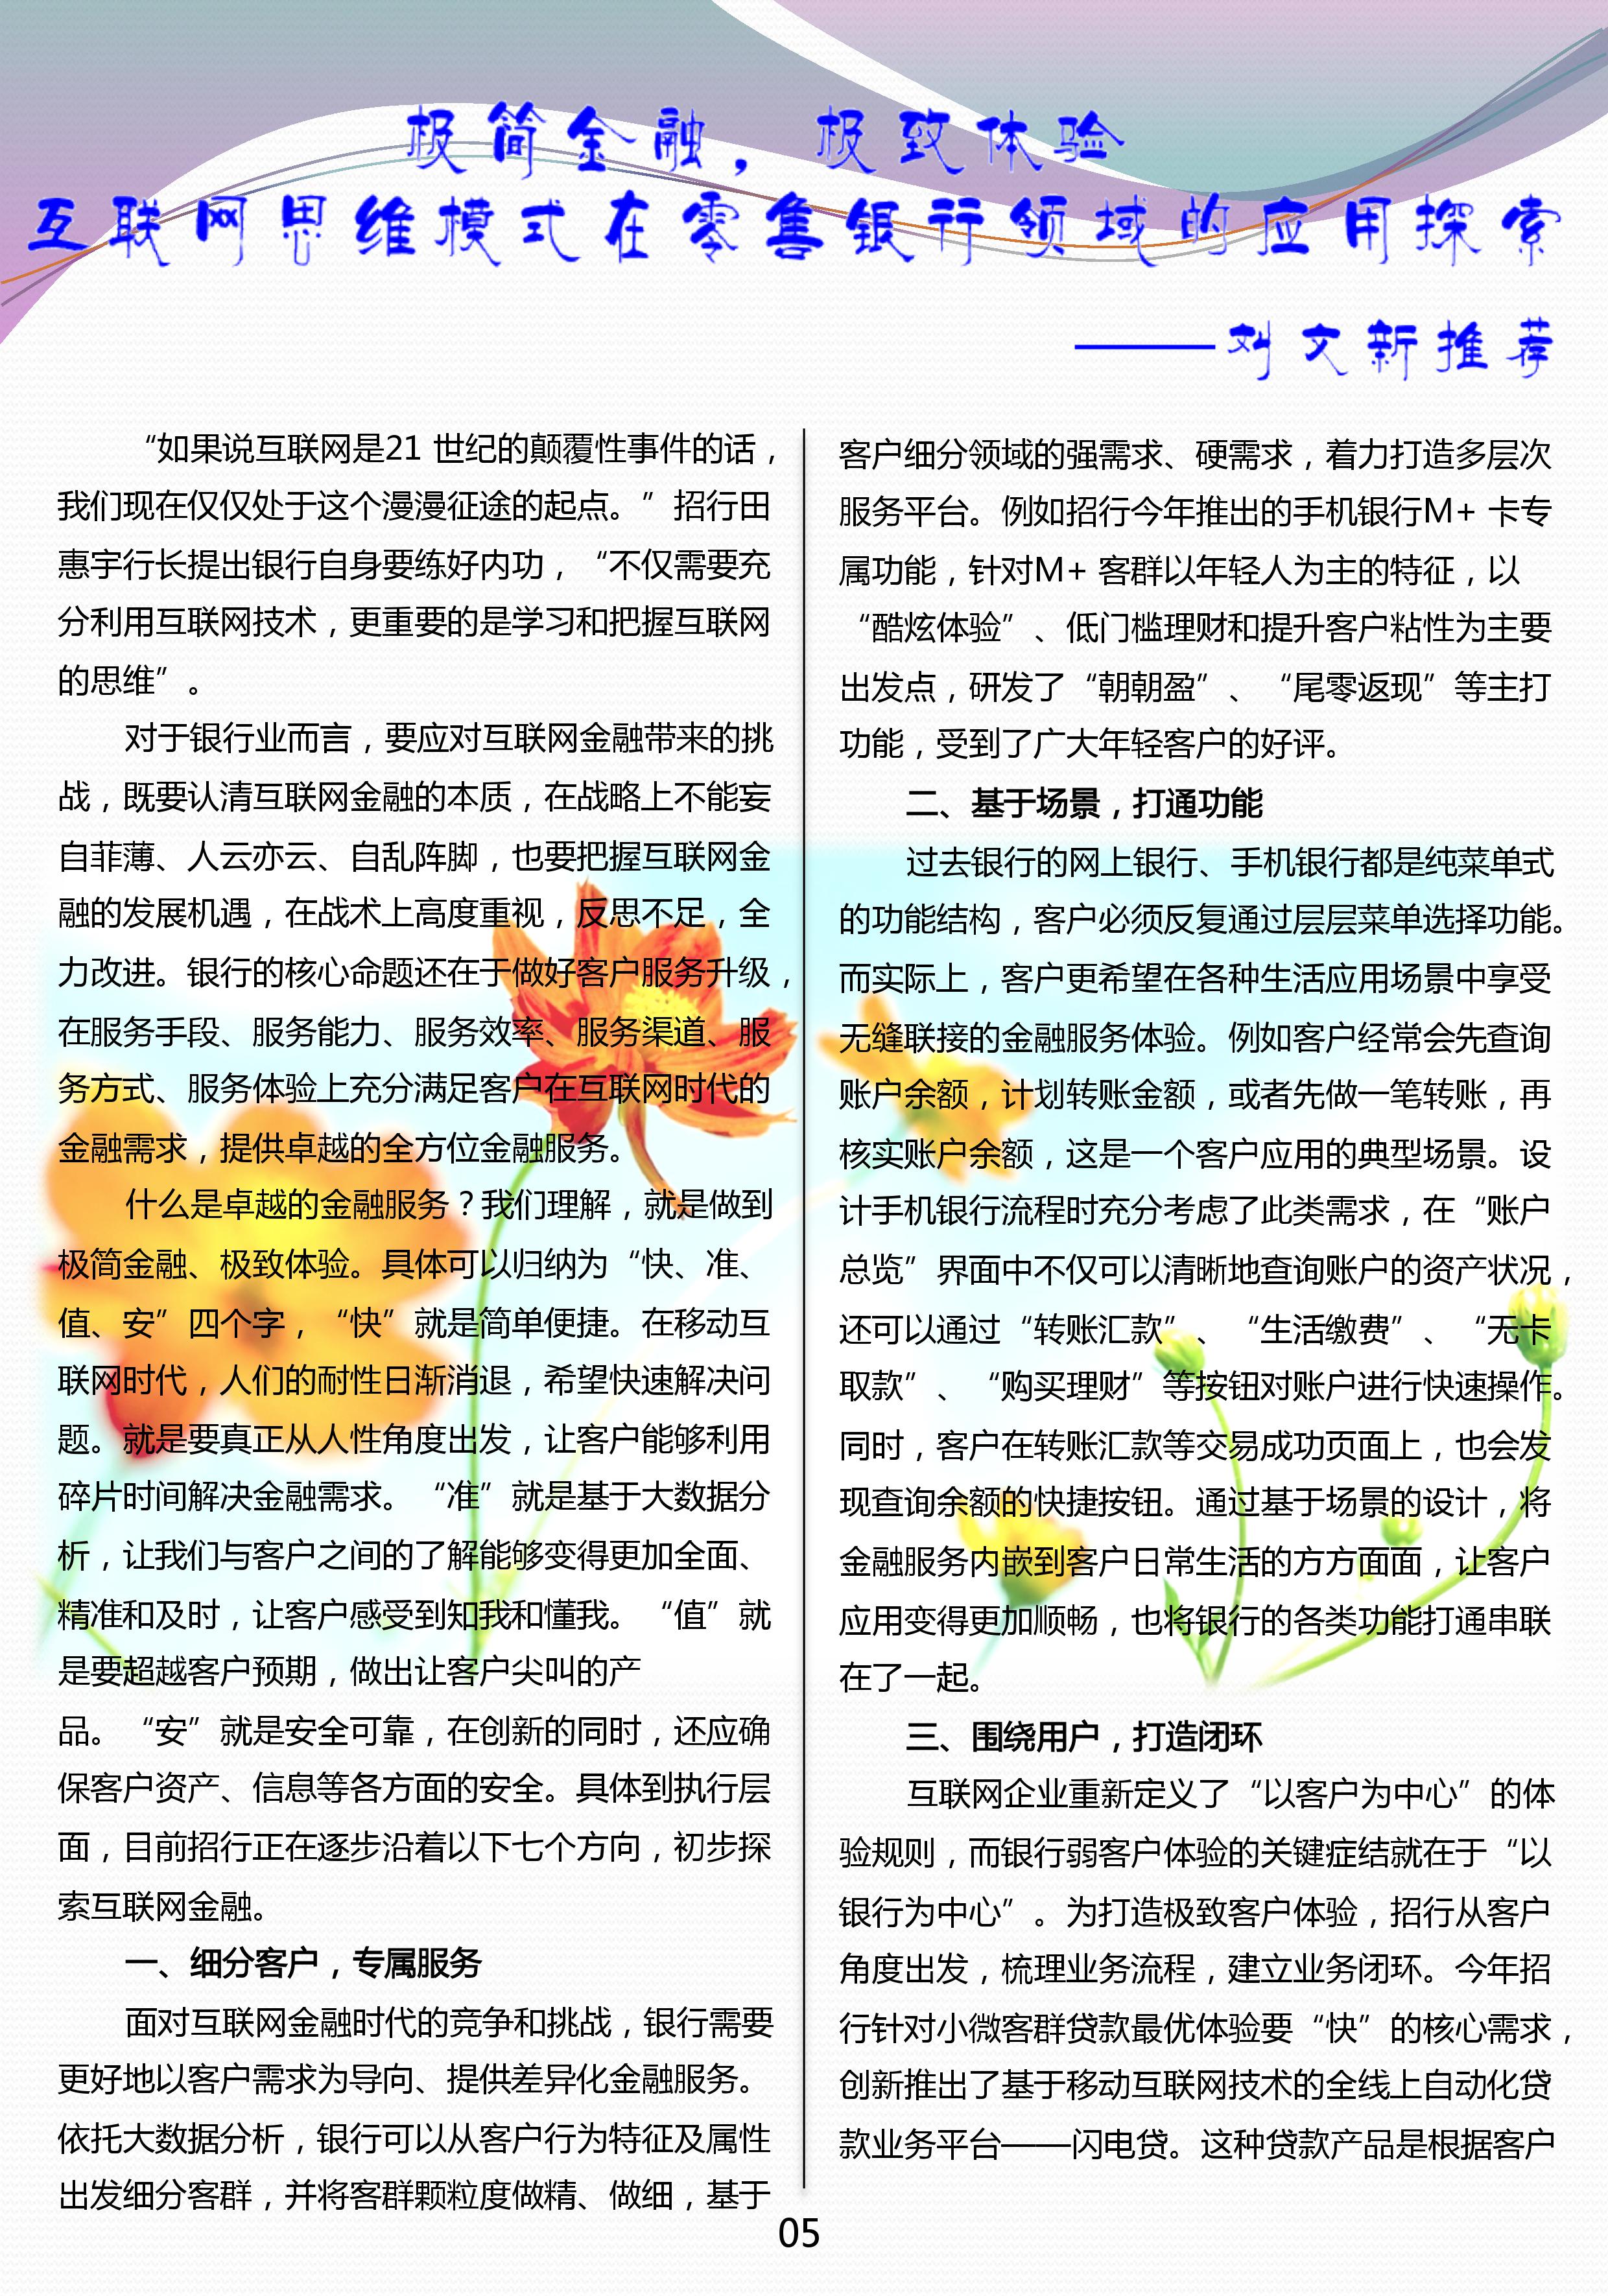 极简金融，极致体验
互联网思维模式在零售银行领域的应用探索
——刘文新推荐
“如果说互联网是21 世纪的颠覆性事件的话，
我们现在仅仅处于这个漫漫征途的起点。”招行田
惠宇行长提出银行自身要练好内功，“不仅需要充
分利用互联网技术，更重要的是学习和把握互联网
的思维”。
对于银行业而言，要应对互联网金融带来的挑
战，既要认清互联网金融的本质，在战略上不能妄
自菲薄、人云亦云、自乱阵脚，也要把握互联网金
融的发展机遇，在战术上高度重视，反思不足，全
力改进。银行的核心命题还在于做好客户服务升级，
在服务手段、服务能力、服务效率、服务渠道、服
务方式、服务体验上充分满足客户在互联网时代的
金融需求，提供卓越的全方位金融服务。
什么是卓越的金融服务？我们理解，就是做到
极简金融、极致体验。具体可以归纳为“快、准、
值、安”四个字，“快”就是简单便捷。在移动互
联网时代，人们的耐性日渐消退，希望快速解决问
题。就是要真正从人性角度出发，让客户能够利用
碎片时间解决金融需求。“准”就是基于大数据分
析，让我们与客户之间的了解能够变得更加全面、
精准和及时，让客户感受到知我和懂我。“值”就
是要超越客户预期，做出让客户尖叫的产
品。“安”就是安全可靠，在创新的同时，还应确
保客户资产、信息等各方面的安全。具体到执行层
面，目前招行正在逐步沿着以下七个方向，初步探
索互联网金融。
一、细分客户，专属服务
面对互联网金融时代的竞争和挑战，银行需要
更好地以客户需求为导向、提供差异化金融服务。
依托大数据分析，银行可以从客户行为特征及属性
出发细分客群，并将客群颗粒度做精、做细，基于
客户细分领域的强需求、硬需求，着力打造多层次
服务平台。例如招行今年推出的手机银行M+ 卡专
属功能，针对M+ 客群以年轻人为主的特征，以
“酷炫体验”、低门槛理财和提升客户粘性为主要
出发点，研发了“朝朝盈”、“尾零返现”等主打
功能，受到了广大年轻客户的好评。
二、基于场景，打通功能
过去银行的网上银行、手机银行都是纯菜单式
的功能结构，客户必须反复通过层层菜单选择功能。
而实际上，客户更希望在各种生活应用场景中享受
无缝联接的金融服务体验。例如客户经常会先查询
账户余额，计划转账金额，或者先做一笔转账，再
核实账户余额，这是一个客户应用的典型场景。设
计手机银行流程时充分考虑了此类需求，在“账户
总览”界面中不仅可以清晰地查询账户的资产状况，
还可以通过“转账汇款”、“生活缴费”、“无卡
取款”、“购买理财”等按钮对账户进行快速操作。
同时，客户在转账汇款等交易成功页面上，也会发
现查询余额的快捷按钮。通过基于场景的设计，将
金融服务内嵌到客户日常生活的方方面面，让客户
应用变得更加顺畅，也将银行的各类功能打通串联
在了一起。
三、围绕用户，打造闭环
互联网企业重新定义了“以客户为中心”的体
验规则，而银行弱客户体验的关键症结就在于“以
银行为中心”。为打造极致客户体验，招行从客户
角度出发，梳理业务流程，建立业务闭环。今年招
行针对小微客群贷款最优体验要“快”的核心需求，
创新推出了基于移动互联网技术的全线上自动化贷
款业务平台——闪电贷。这种贷款产品是根据客户
05